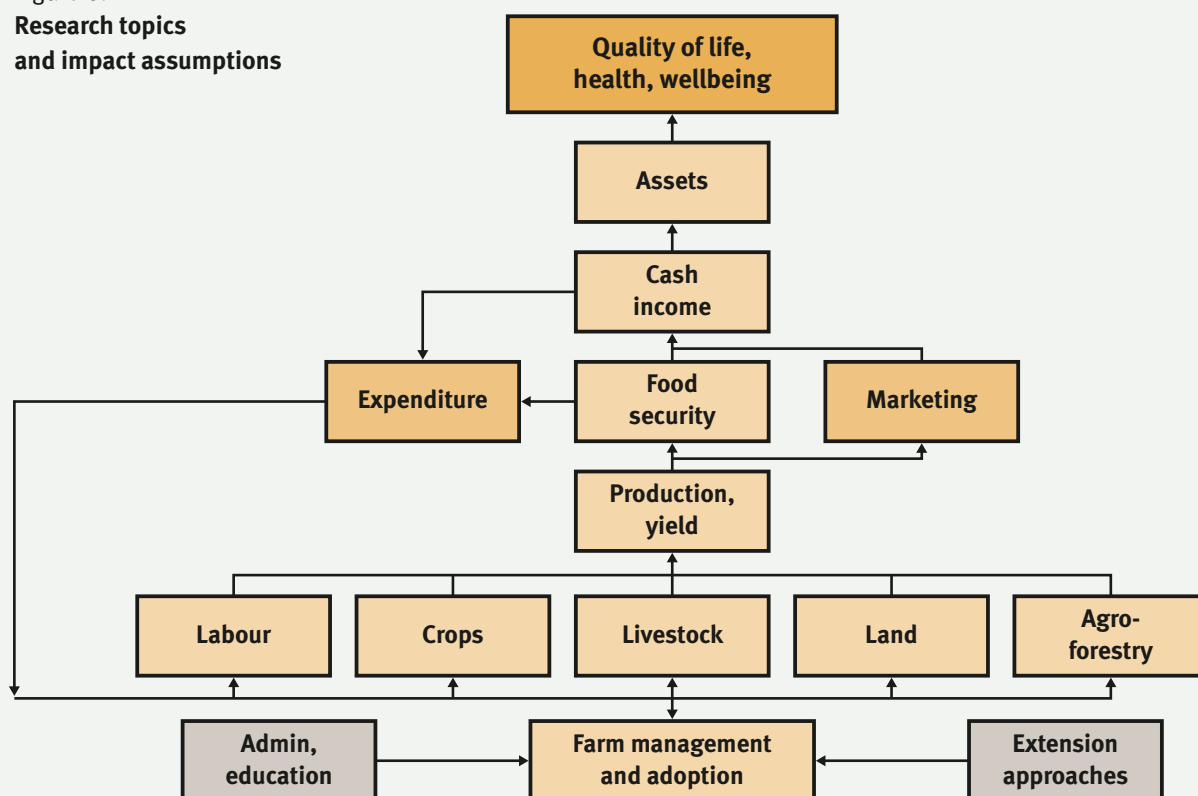 Research topics
and impact assumptions
Quality of life,
health, wellbeing
Assets
Cash
income
Expenditure
Food
security
Marketing
Production,
yield
Labour
Crops
Livestock
Land
Agro-
forestry
Admin,
education
Farm management
and adoption
Extension
approaches